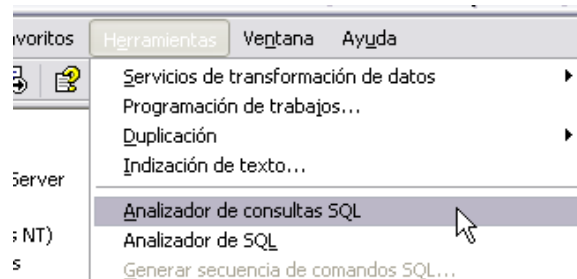 avoritos Herramientas Ventana Ayuda
Servicios de transformación de datos
Programación de trabajos...
Duplicación
Indización de texto...
Server
Analizador de consultas SQL
s NT)
Analizador de SQL
s
Generar secuencia de comandos SQL...